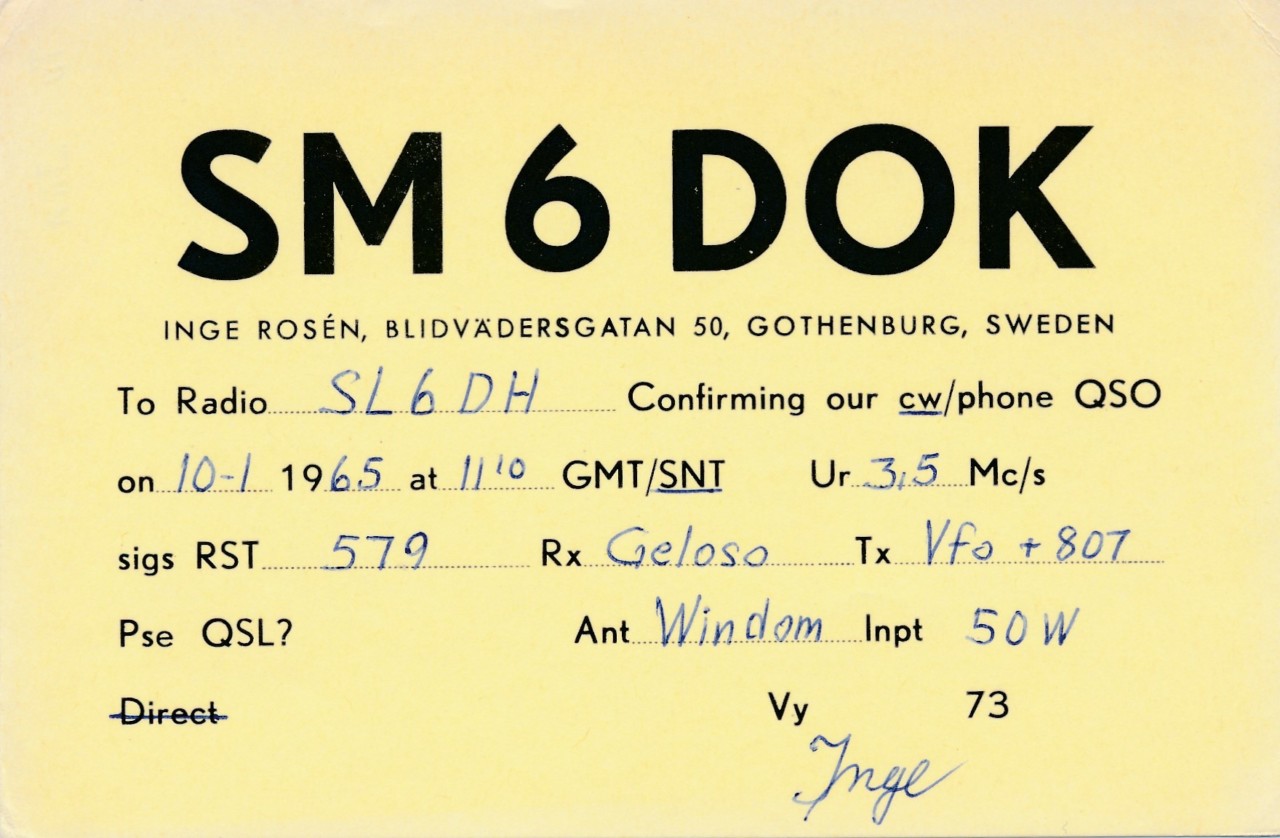 SM 6 DOK
INGE ROSÉN, BLIDVÄDERSGATAN 50, GOTHENBURG, SWEDEN
To Radio SL6DH Confirming our cw/phone QSO
on 10-1 1965 at 11¹⁰ GMT/SNT Ur 3,5 Mc/s
sigs RST 579 Rx Geloso Tx Vfo + 807
Pse QSL? Ant Windom Inpt 50W
Direct Vy 73
Inge